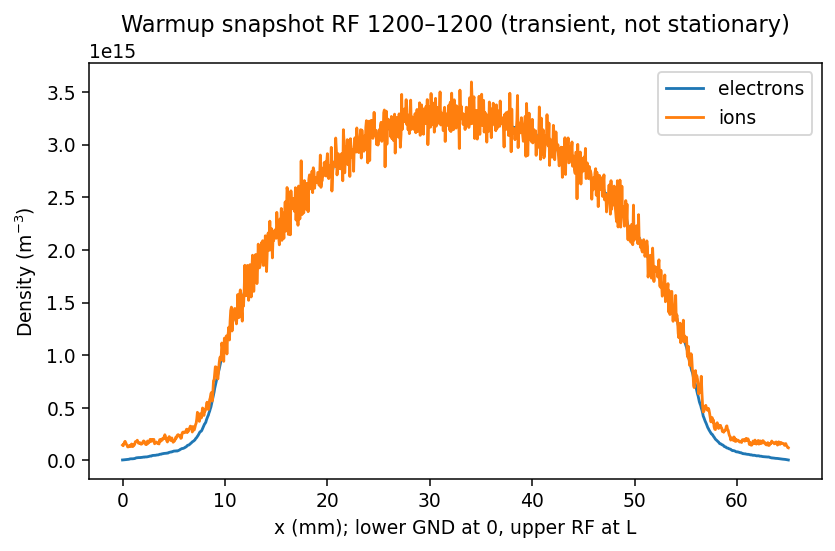 Warmup snapshot RF 1200–1200 (transient, not stationary)
1e15
electrons
ions
3.5
3.0
2.5
2.0
1.5
1.0
0.5
0.0
Density (m⁻³)
0 10 20 30 40 50 60
x (mm); lower GND at 0, upper RF at L